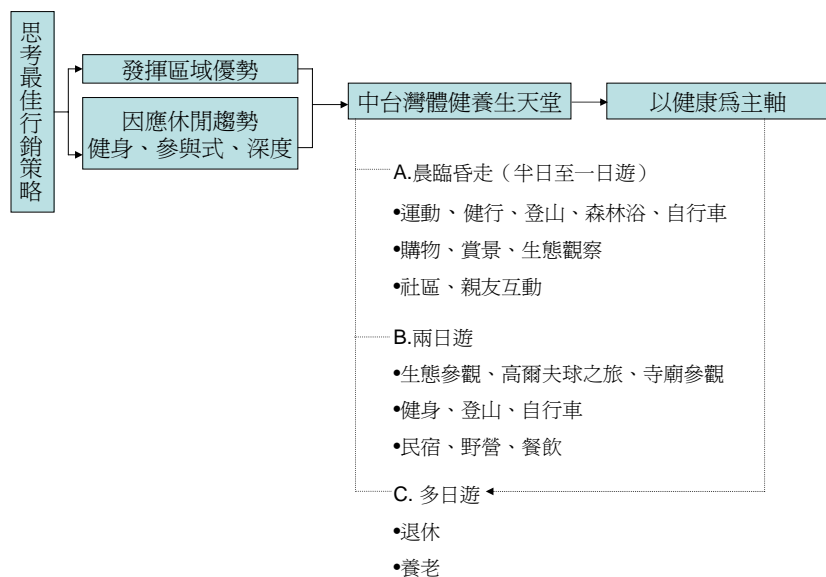 思考最佳行銷策略
發揮區域優勢
因應休閒趨勢
健身、參與式、深度
中台灣體健養生天堂
以健康為主軸
A.晨臨昏走（半日至一日遊）
•運動、健行、登山、森林浴、自行車
•購物、賞景、生態觀察
•社區、親友互動
B.兩日遊
•生態參觀、高爾夫球之旅、寺廟參觀
•健身、登山、自行車
•民宿、野營、餐飲
C. 多日遊
•退休
•養老